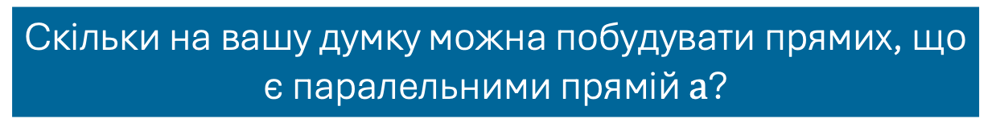 Скільки на вашу думку можна побудувати прямих, що
є паралельними прямій а?